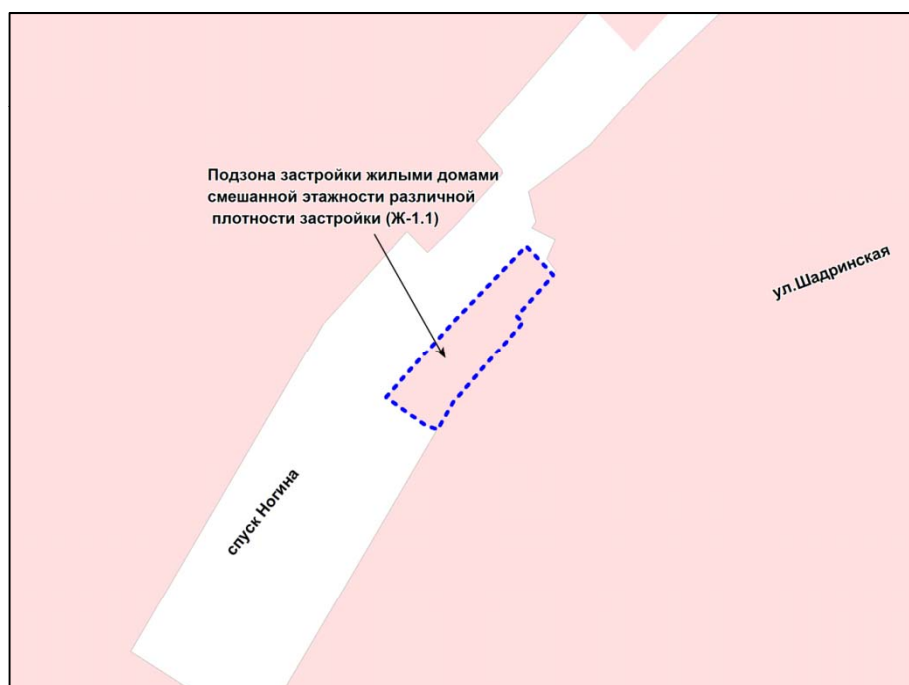 Подзона застройки жилыми домами
смешанной этажности различной
плотности застройки (Ж-1.1)
ул.Шадринская
спуск Ногина